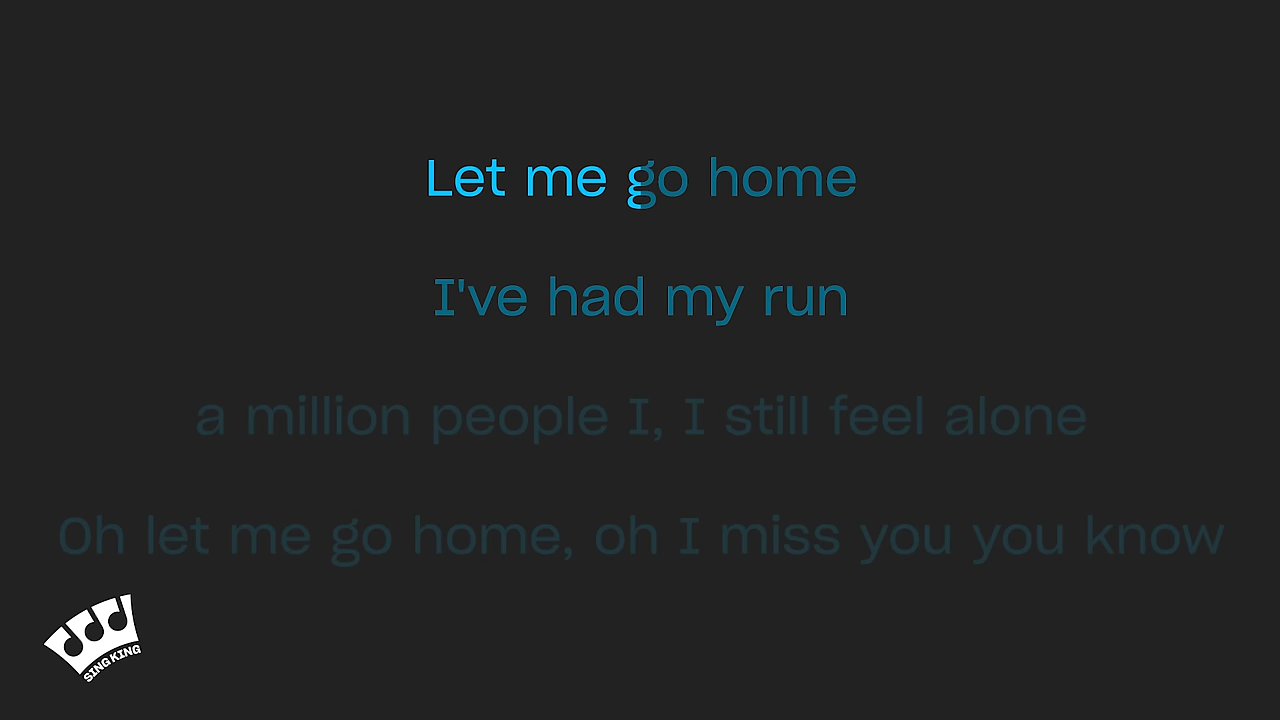 Let me go home
I've had my run
a million people I, I still feel alone
Oh let me go home, oh I miss you you know
SING KING